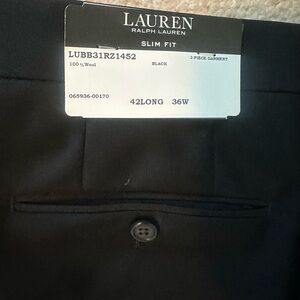 LAUREN
RALPH LAUREN
SLIM FIT
LUBB31RZ1452
100 % Wool BLACK 3 PIECE GARMENT
065936-00170
42LONG 36W